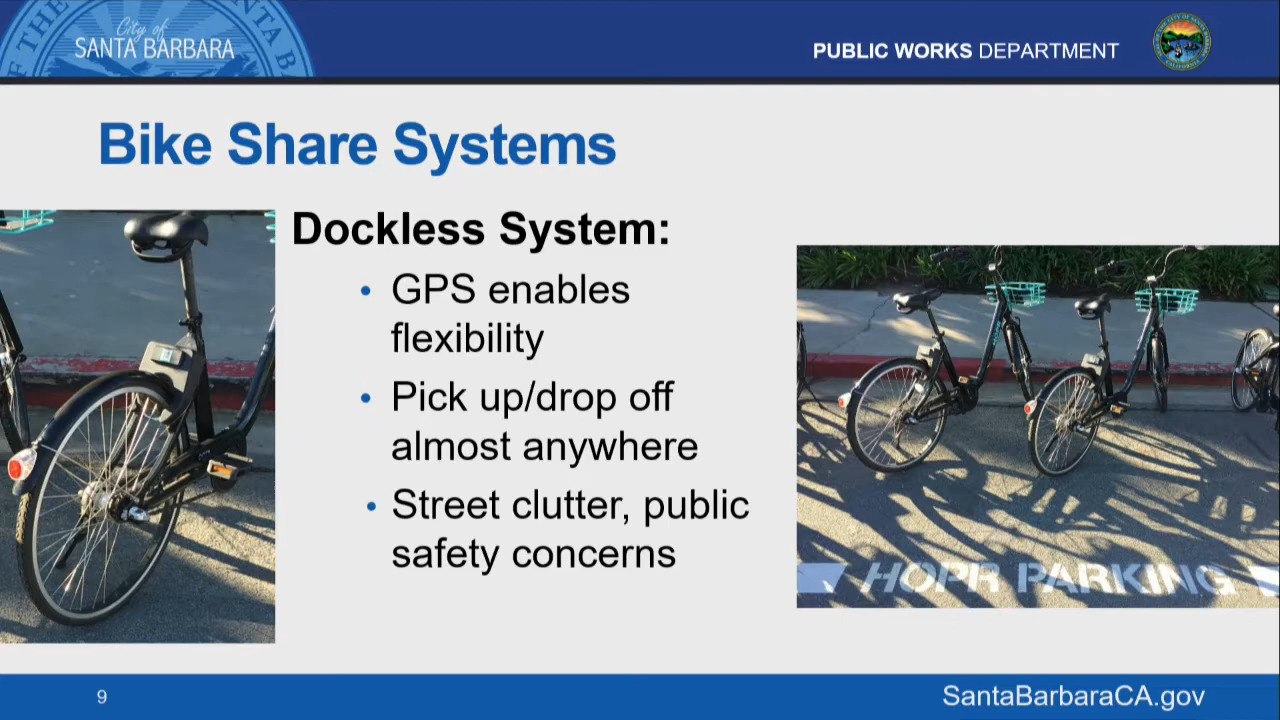 City of
SANTA BARBARA
PUBLIC WORKS DEPARTMENT
Bike Share Systems
Dockless System:
• GPS enables
flexibility
• Pick up/drop off
almost anywhere
• Street clutter, public
safety concerns
HOPR PARKING
9
SantaBarbaraCA.gov